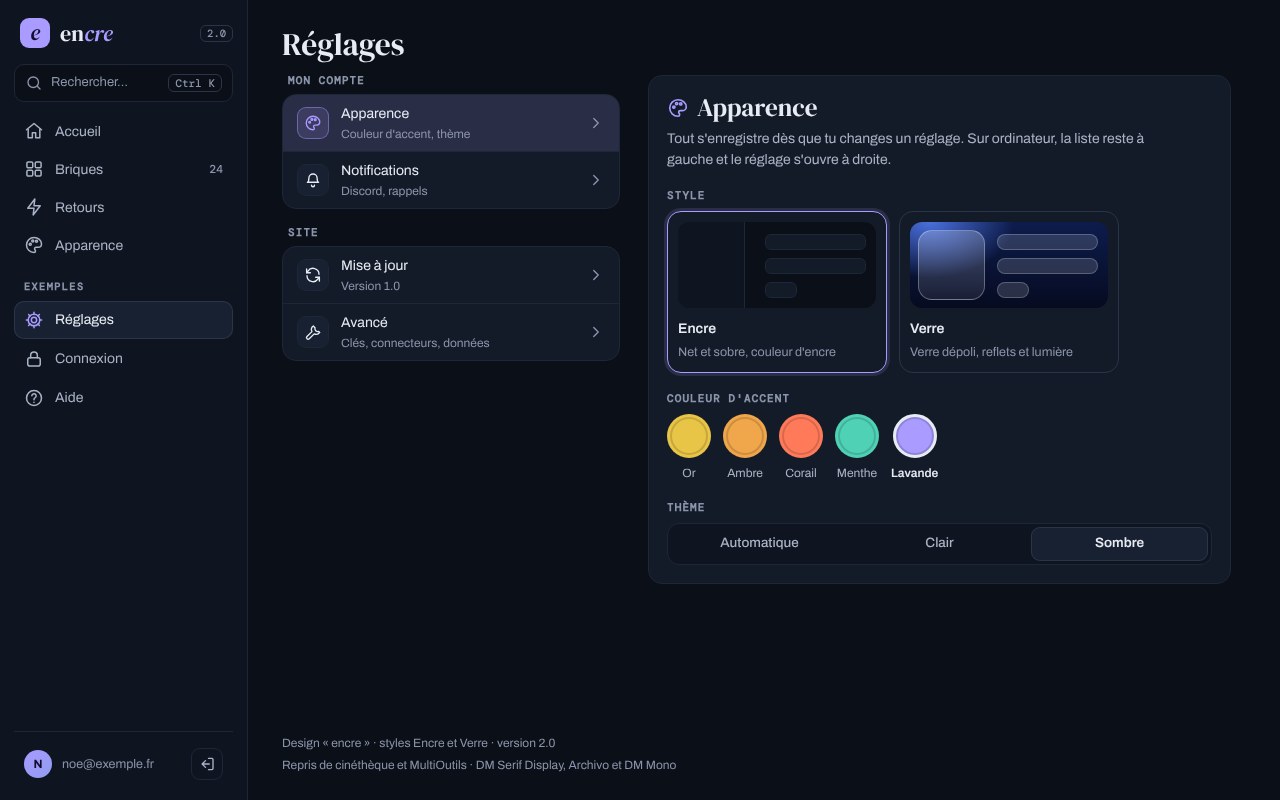 e encre 2.0
Rechercher... Ctrl K
Accueil
Briques 24
Retours
Apparence
EXEMPLES
Réglages
Connexion
Aide
N noe@exemple.fr
Réglages
MON COMPTE
Apparence
Couleur d'accent, thème
Notifications
Discord, rappels
SITE
Mise à jour
Version 1.0
Avancé
Clés, connecteurs, données
Apparence
Tout s'enregistre dès que tu changes un réglage. Sur ordinateur, la liste reste à
gauche et le réglage s'ouvre à droite.
STYLE
Encre
Net et sobre, couleur d'encre
Verre
Verre dépoli, reflets et lumière
COULEUR D'ACCENT
Or Ambre Corail Menthe Lavande
THÈME
Automatique Clair Sombre
Design « encre » · styles Encre et Verre · version 2.0
Repris de cinéthèque et MultiOutils · DM Serif Display, Archivo et DM Mono